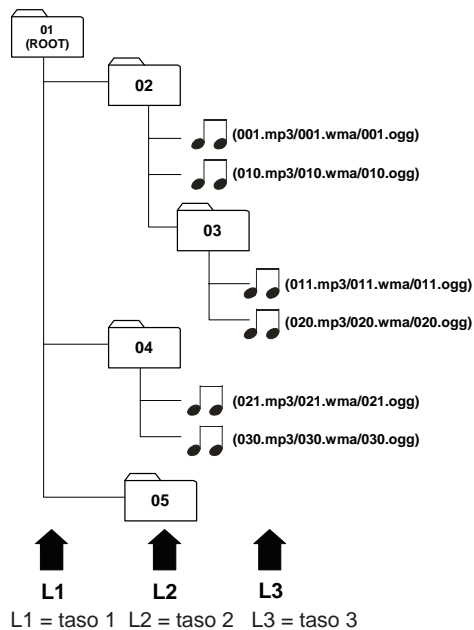 01
(ROOT)
02
(001.mp3/001.wma/001.ogg)
(010.mp3/010.wma/010.ogg)
03
(011.mp3/011.wma/011.ogg)
(020.mp3/020.wma/020.ogg)
04
(021.mp3/021.wma/021.ogg)
(030.mp3/030.wma/030.ogg)
05
L1 L2 L3
L1 = taso 1 L2 = taso 2 L3 = taso 3